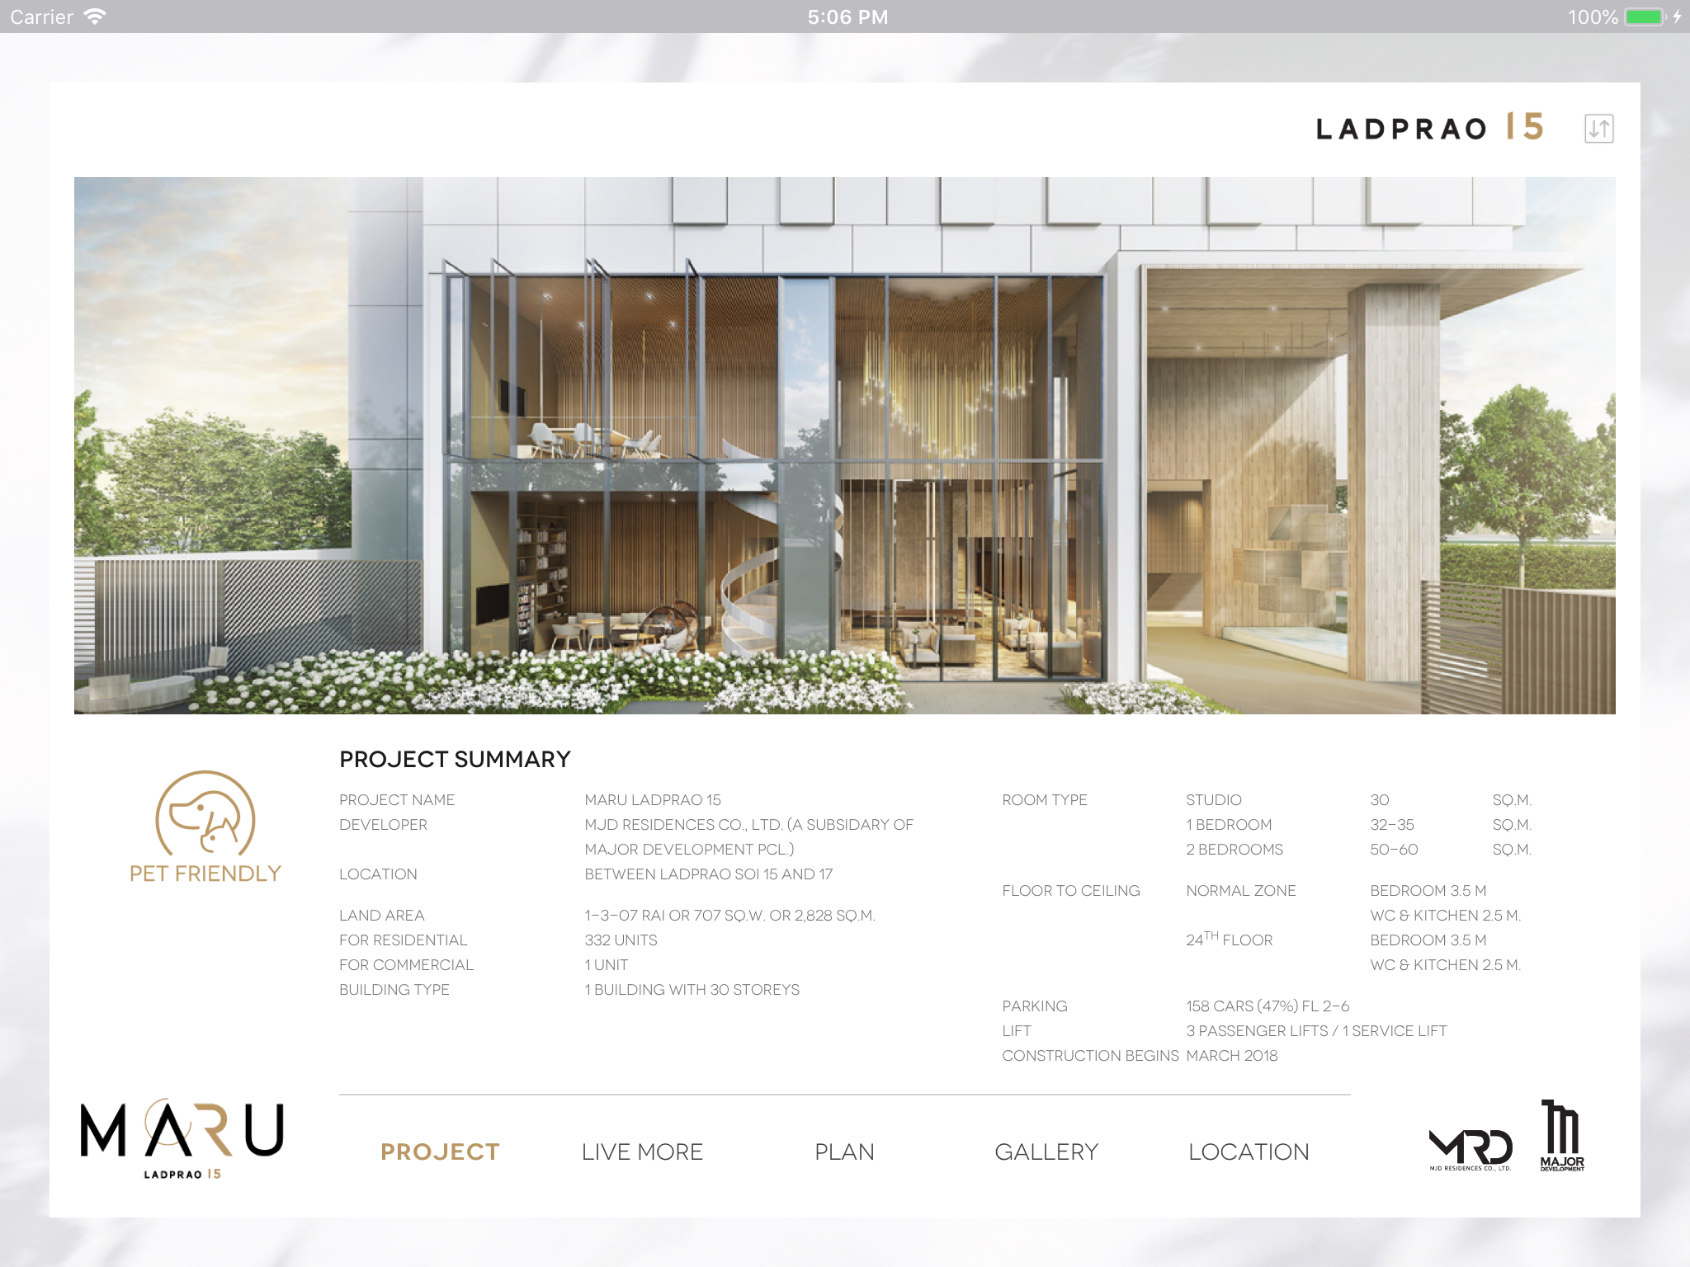 Carrier 5:06 PM 100%
LADPRAO 15
PROJECT SUMMARY
PET FRIENDLY
PROJECT NAME MARU LADPRAO 15
DEVELOPER MJD RESIDENCES CO., LTD. (A SUBSIDARY OF
MAJOR DEVELOPMENT PCL.)
LOCATION BETWEEN LADPRAO SOI 15 AND 17
LAND AREA 1-3-07 RAI OR 707 SQ.W. OR 2,828 SQ.M.
FOR RESIDENTIAL 332 UNITS
FOR COMMERCIAL 1 UNIT
BUILDING TYPE 1 BUILDING WITH 30 STOREYS
ROOM TYPE STUDIO 30 SQ.M.
1 BEDROOM 32-35 SQ.M.
2 BEDROOMS 50-60 SQ.M.
FLOOR TO CEILING NORMAL ZONE BEDROOM 3.5 M
WC & KITCHEN 2.5 M.
24TH FLOOR BEDROOM 3.5 M
WC & KITCHEN 2.5 M.
PARKING 158 CARS (47%) FL 2-6
LIFT 3 PASSENGER LIFTS / 1 SERVICE LIFT
CONSTRUCTION BEGINS MARCH 2018
MARU
LADPRAO 15
PROJECT LIVE MORE PLAN GALLERY LOCATION
MRD
MJD RESIDENCES CO., LTD.
MAJOR
DEVELOPMENT